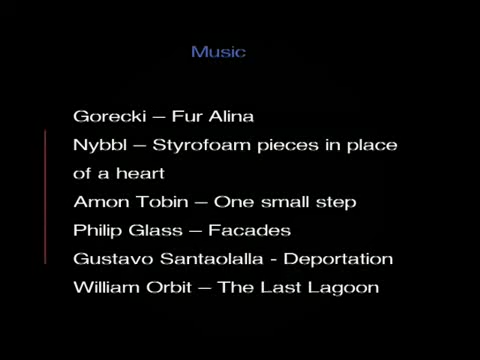 Music
Gorecki – Fur Alina
Nybbl – Styrofoam pieces in place
of a heart
Amon Tobin – One small step
Philip Glass – Facades
Gustavo Santaolalla - Deportation
William Orbit – The Last Lagoon